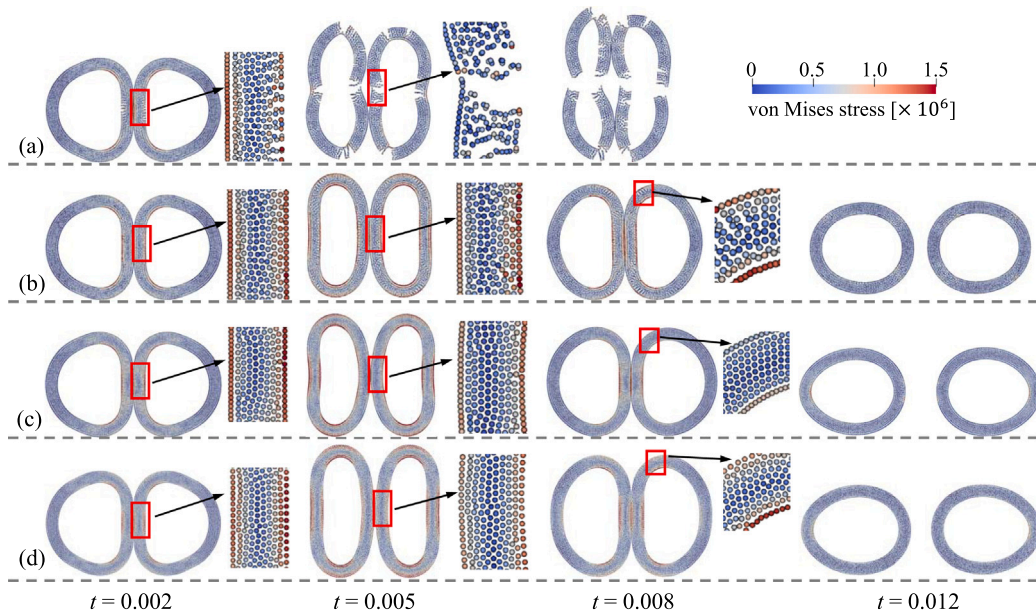 0 0.5 1.0 1.5
von Mises stress [× 10⁶]
(a)
(b)
(c)
(d)
t = 0.002 t = 0.005 t = 0.008 t = 0.012